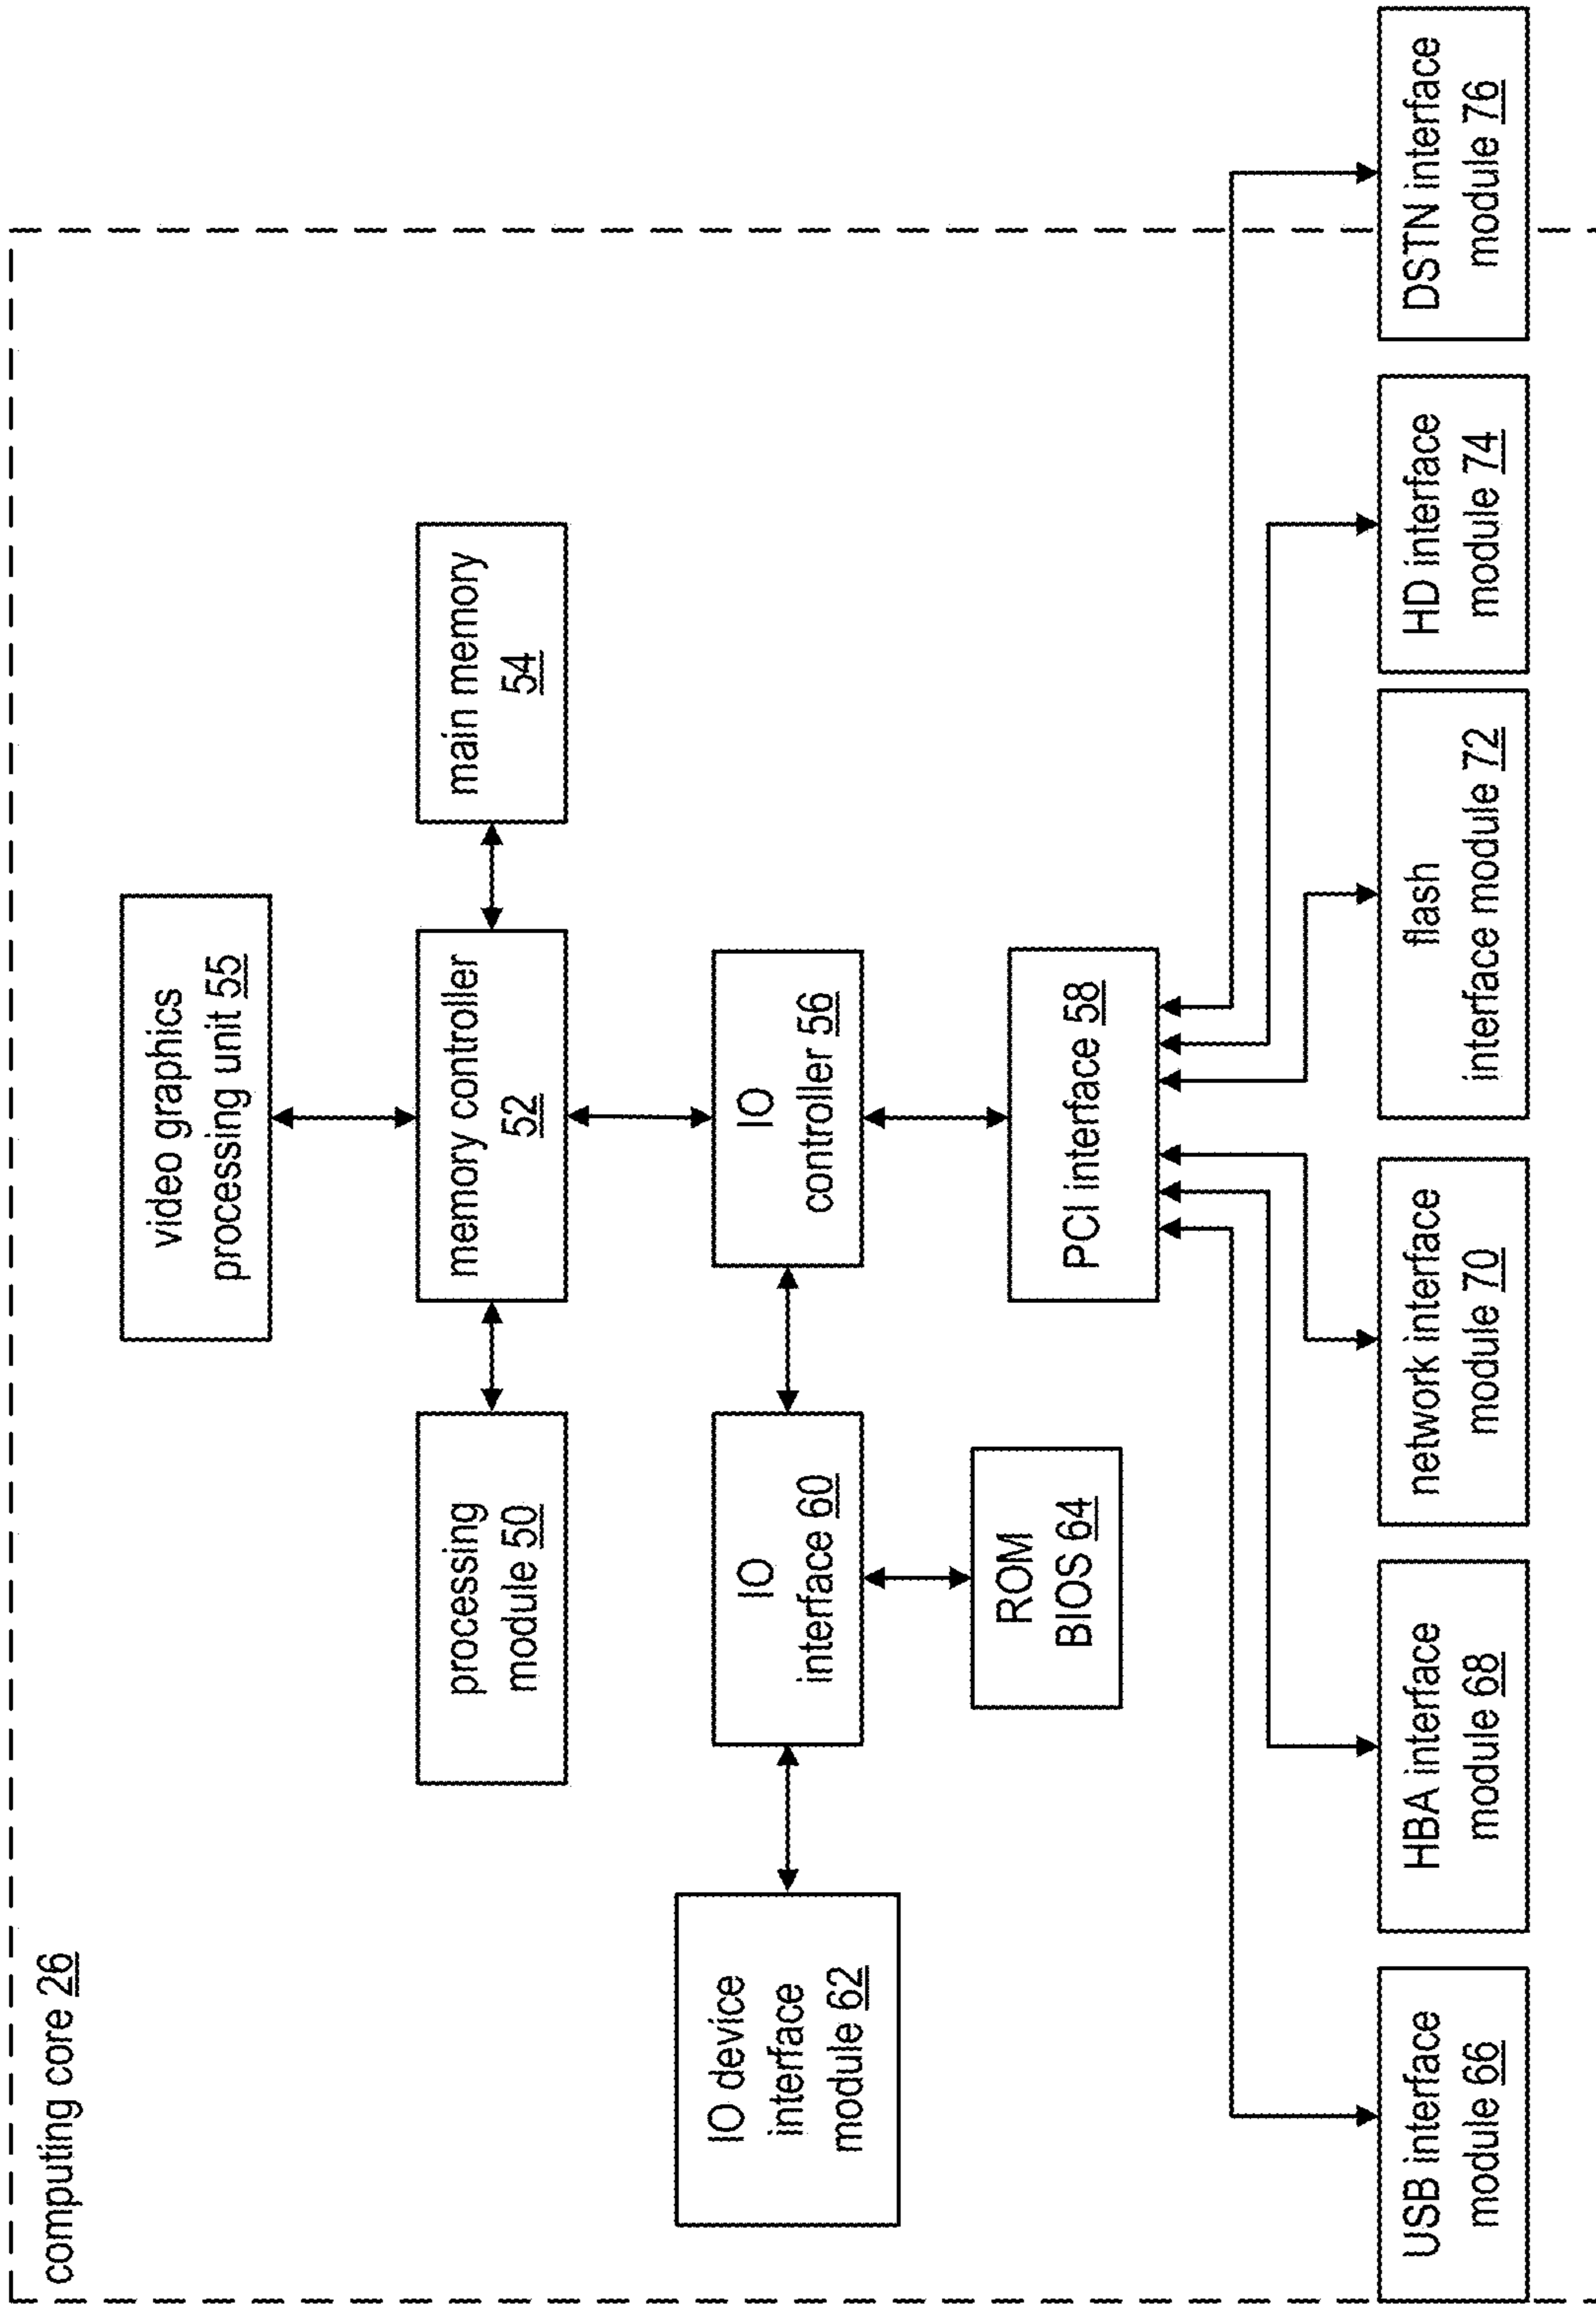 computing core 26
video graphics
processing unit 55
processing
module 50
memory controller
52
main memory
54
IO device
interface
module 62
IO
interface 60
IO
controller 56
ROM
BIOS 64
PCI interface 58
USB interface
module 66
HBA interface
module 68
network interface
module 70
flash
interface module 72
HD interface
module 74
DSTN interface
module 76